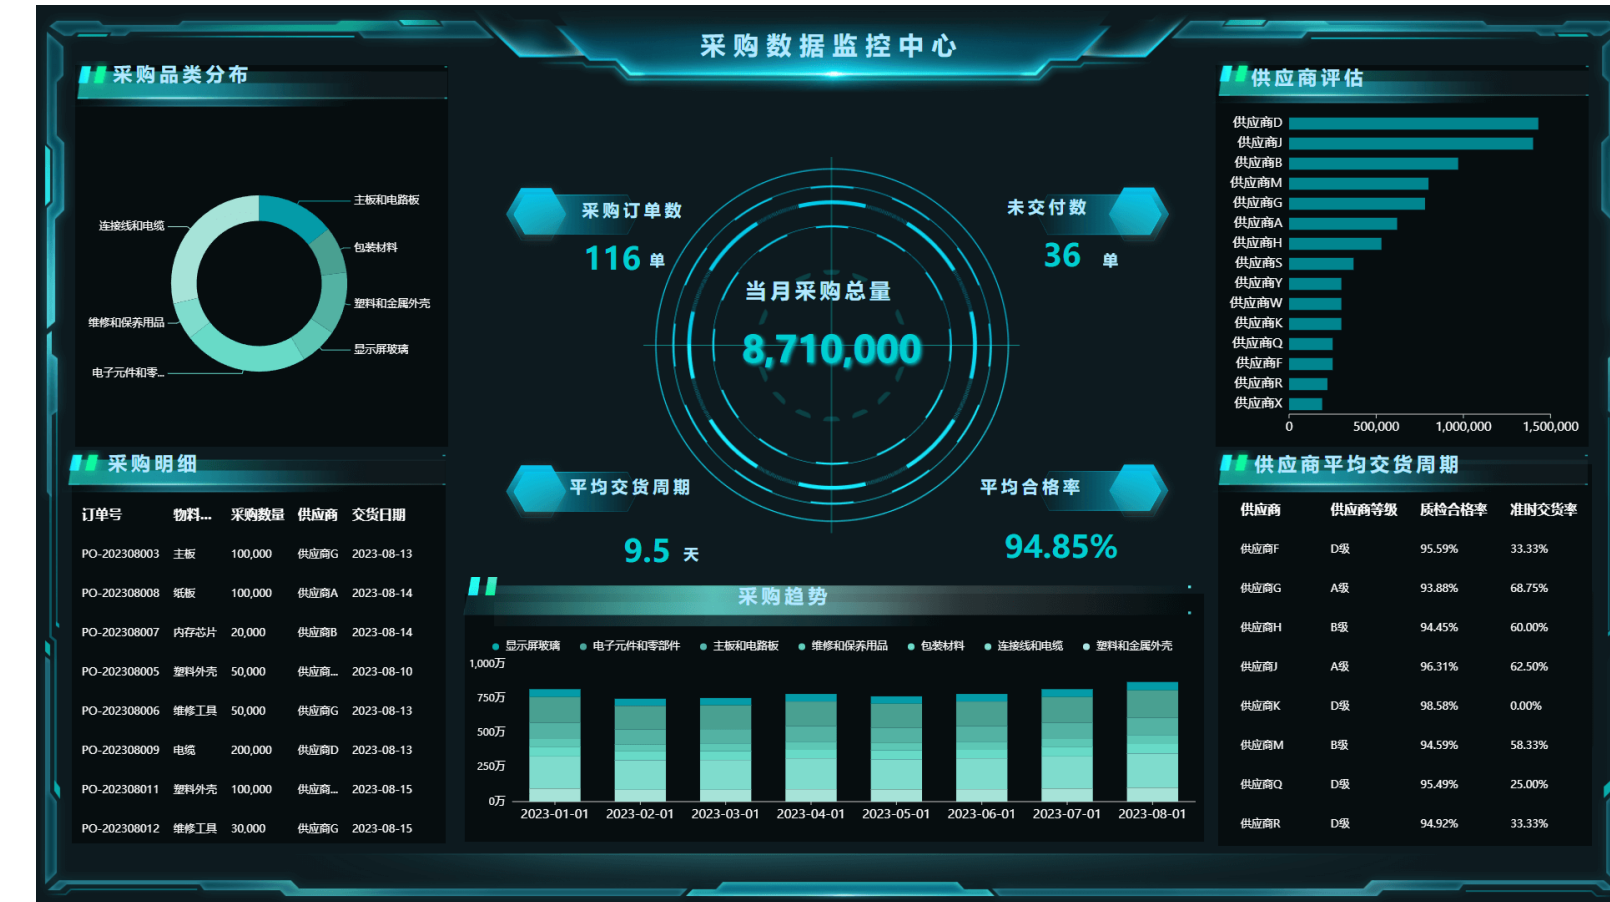 采购数据监控中心
采购品类分布
主板和电路板
包装材料
塑料和金属外壳
显示屏玻璃
电子元件和零...
维修和保养用品
连接线和电缆
采购明细
订单号 物料... 采购数量 供应商 交货日期
PO-202308003 主板 100,000 供应商G 2023-08-13
PO-202308008 纸板 100,000 供应商A 2023-08-14
PO-202308007 内存芯片 20,000 供应商B 2023-08-14
PO-202308005 塑料外壳 50,000 供应商... 2023-08-10
PO-202308006 维修工具 50,000 供应商G 2023-08-13
PO-202308009 电缆 200,000 供应商D 2023-08-13
PO-202308011 塑料外壳 100,000 供应商... 2023-08-15
PO-202308012 维修工具 30,000 供应商G 2023-08-15
采购订单数
116 单
未交付数
36 单
当月采购总量
8,710,000
平均交货周期
9.5 天
平均合格率
94.85%
采购趋势
显示屏玻璃 电子元件和零部件 主板和电路板 维修和保养用品 包装材料 连接线和电缆 塑料和金属外壳
1,000万
750万
500万
250万
0万
2023-01-01 2023-02-01 2023-03-01 2023-04-01 2023-05-01 2023-06-01 2023-07-01 2023-08-01
供应商评估
供应商D
供应商J
供应商B
供应商M
供应商G
供应商A
供应商H
供应商S
供应商Y
供应商W
供应商K
供应商Q
供应商F
供应商R
供应商X
0 500,000 1,000,000 1,500,000
供应商平均交货周期
供应商 供应商等级 质检合格率 准时交货率
供应商F D级 95.59% 33.33%
供应商G A级 93.88% 68.75%
供应商H B级 94.45% 60.00%
供应商J A级 96.31% 62.50%
供应商K D级 98.58% 0.00%
供应商M B级 94.59% 58.33%
供应商Q D级 95.49% 25.00%
供应商R D级 94.92% 33.33%